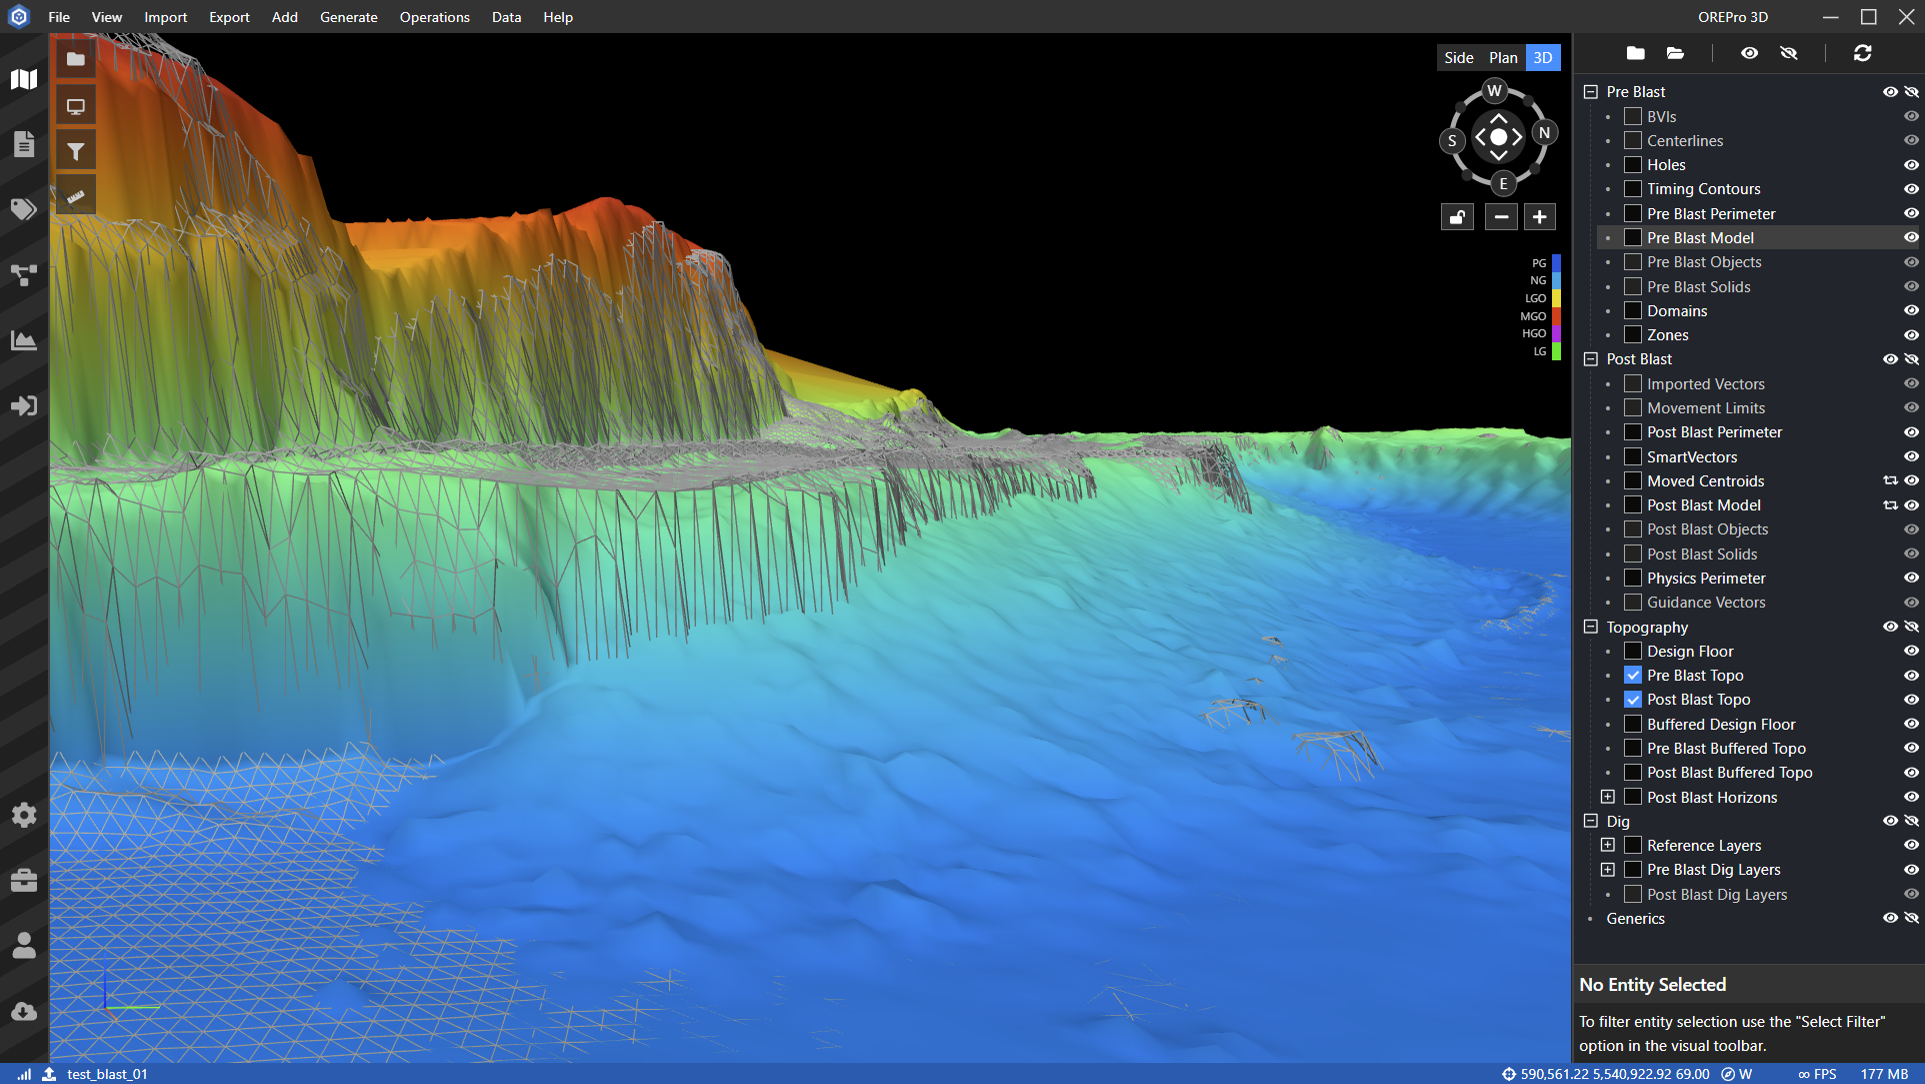 File View Import Export Add Generate Operations Data Help OREPro 3D
Side Plan 3D
W
S N
E
PG
NG
LGO
MGO
HGO
LG
Pre Blast
BVIs
Centerlines
Holes
Timing Contours
Pre Blast Perimeter
Pre Blast Model
Pre Blast Objects
Pre Blast Solids
Domains
Zones
Post Blast
Imported Vectors
Movement Limits
Post Blast Perimeter
SmartVectors
Moved Centroids
Post Blast Model
Post Blast Objects
Post Blast Solids
Physics Perimeter
Guidance Vectors
Topography
Design Floor
Pre Blast Topo
Post Blast Topo
Buffered Design Floor
Pre Blast Buffered Topo
Post Blast Buffered Topo
Post Blast Horizons
Dig
Reference Layers
Pre Blast Dig Layers
Post Blast Dig Layers
Generics
No Entity Selected
To filter entity selection use the "Select Filter"
option in the visual toolbar.
test_blast_01 590,561.22 5,540,922.92 69.00 W ∞ FPS 177 MB